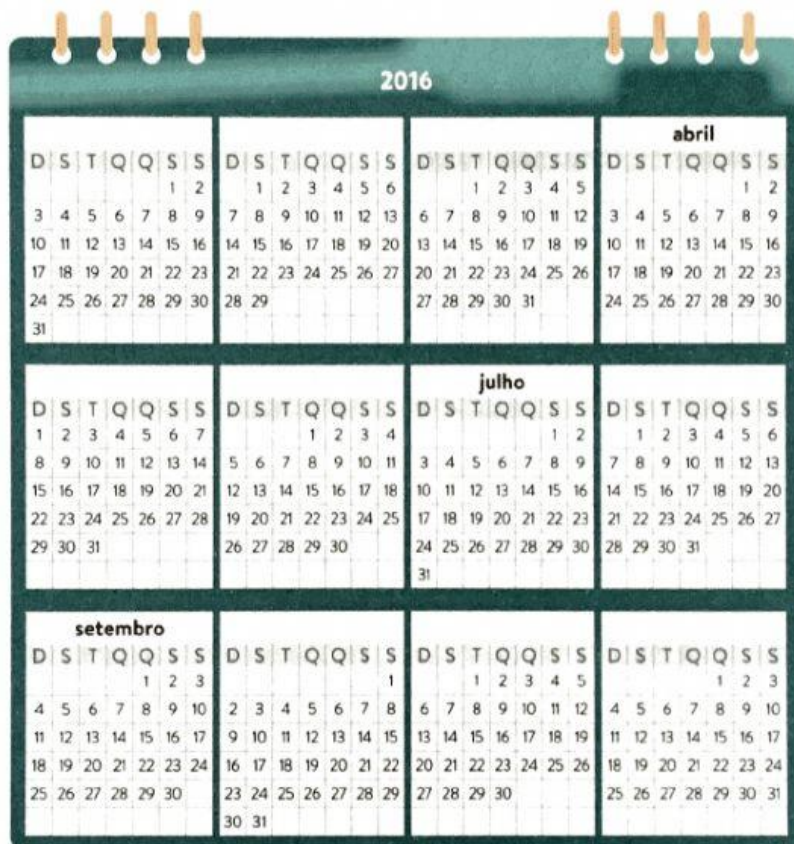 2016
D S T Q Q S S
1 2
3 4 5 6 7 8 9
10 11 12 13 14 15 16
17 18 19 20 21 22 23
24 25 26 27 28 29 30
31
D S T Q Q S S
1 2 3 4 5 6
7 8 9 10 11 12 13
14 15 16 17 18 19 20
21 22 23 24 25 26 27
28 29
D S T Q Q S S
1 2 3 4 5
6 7 8 9 10 11 12
13 14 15 16 17 18 19
20 21 22 23 24 25 26
27 28 29 30 31
abril
D S T Q Q S S
1 2
3 4 5 6 7 8 9
10 11 12 13 14 15 16
17 18 19 20 21 22 23
24 25 26 27 28 29 30
D S T Q Q S S
1 2 3 4 5 6 7
8 9 10 11 12 13 14
15 16 17 18 19 20 21
22 23 24 25 26 27 28
29 30 31
D S T Q Q S S
1 2 3 4
5 6 7 8 9 10 11
12 13 14 15 16 17 18
19 20 21 22 23 24 25
26 27 28 29 30
julho
D S T Q Q S S
1 2
3 4 5 6 7 8 9
10 11 12 13 14 15 16
17 18 19 20 21 22 23
24 25 26 27 28 29 30
31
D S T Q Q S S
1 2 3 4 5 6
7 8 9 10 11 12 13
14 15 16 17 18 19 20
21 22 23 24 25 26 27
28 29 30 31
setembro
D S T Q Q S S
1 2 3
4 5 6 7 8 9 10
11 12 13 14 15 16 17
18 19 20 21 22 23 24
25 26 27 28 29 30
D S T Q Q S S
1
2 3 4 5 6 7 8
9 10 11 12 13 14 15
16 17 18 19 20 21 22
23 24 25 26 27 28 29
30 31
D S T Q Q S S
1 2 3 4 5
6 7 8 9 10 11 12
13 14 15 16 17 18 19
20 21 22 23 24 25 26
27 28 29 30
D S T Q Q S S
1 2 3
4 5 6 7 8 9 10
11 12 13 14 15 16 17
18 19 20 21 22 23 24
25 26 27 28 29 30 31